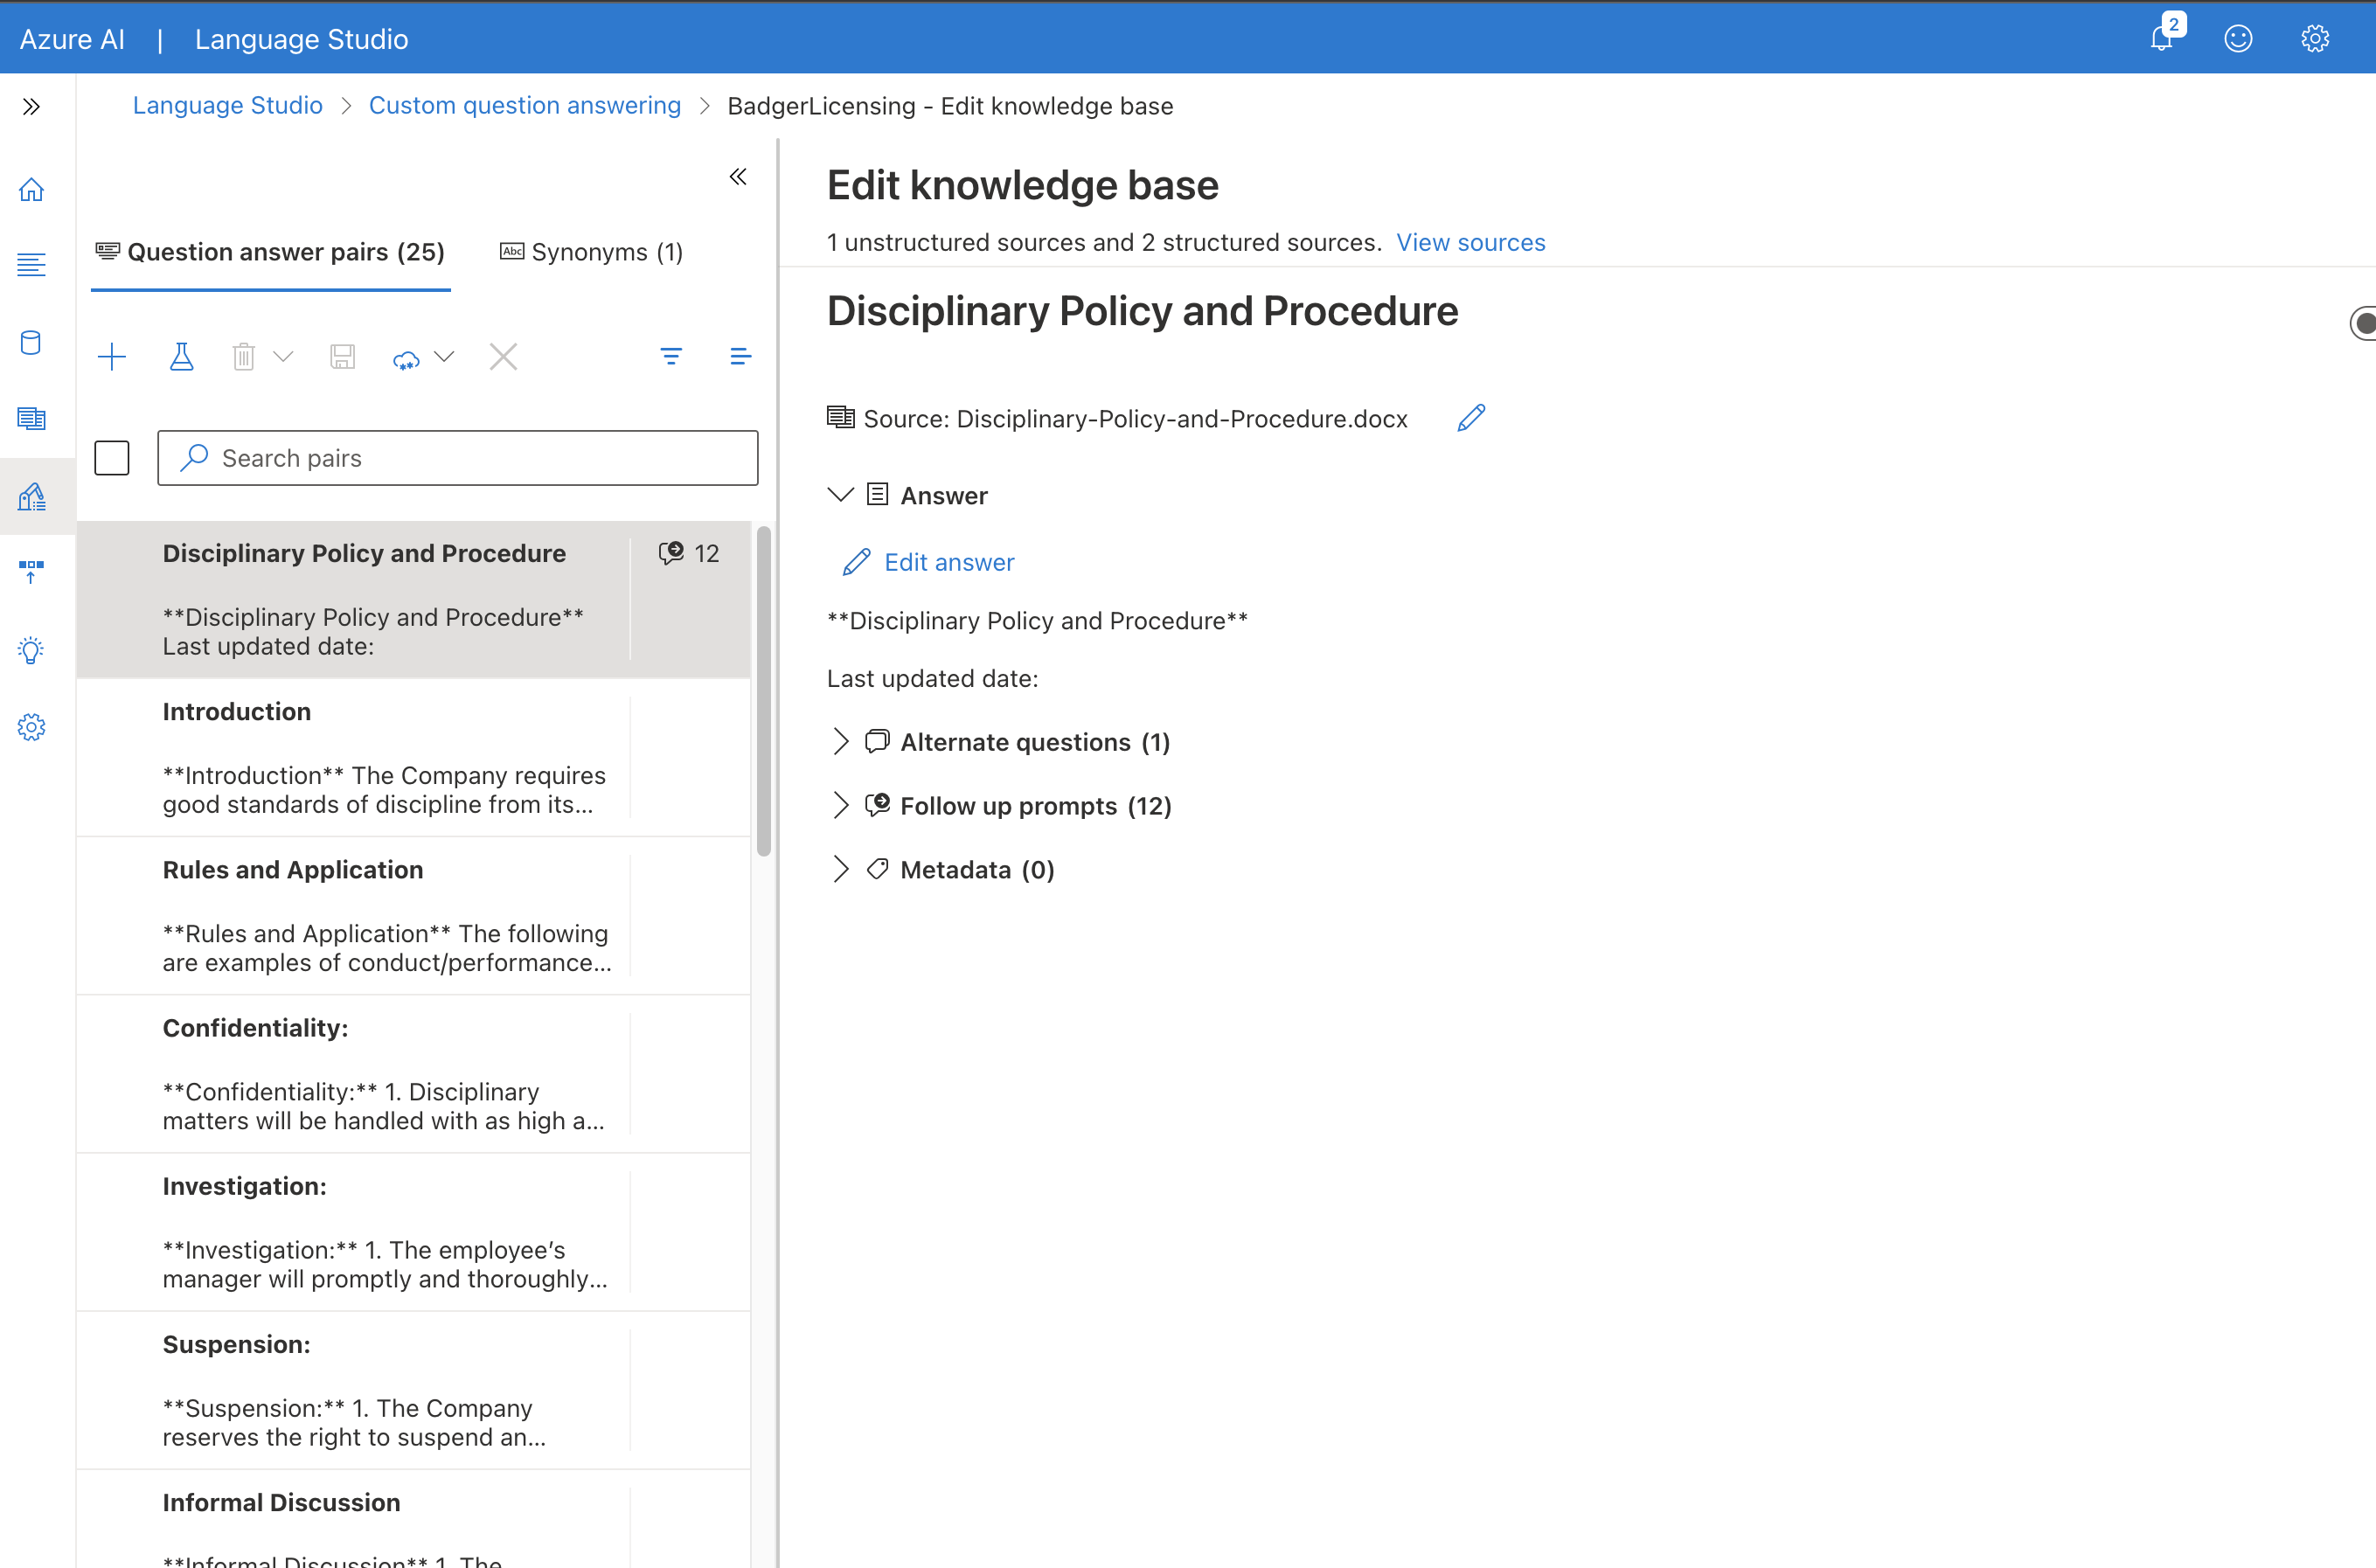 Azure AI | Language Studio
2
Language Studio > Custom question answering > BadgerLicensing - Edit knowledge base
Question answer pairs (25)
Abc Synonyms (1)
Search pairs
Disciplinary Policy and Procedure
12
**Disciplinary Policy and Procedure**
Last updated date:
Introduction
**Introduction** The Company requires
good standards of discipline from its...
Rules and Application
**Rules and Application** The following
are examples of conduct/performance...
Confidentiality:
**Confidentiality:** 1. Disciplinary
matters will be handled with as high a...
Investigation:
**Investigation:** 1. The employee’s
manager will promptly and thoroughly...
Suspension:
**Suspension:** 1. The Company
reserves the right to suspend an...
Informal Discussion
**Informal Discussion** 1. The
Edit knowledge base
1 unstructured sources and 2 structured sources. View sources
Disciplinary Policy and Procedure
Source: Disciplinary-Policy-and-Procedure.docx
Answer
Edit answer
**Disciplinary Policy and Procedure**
Last updated date:
Alternate questions (1)
Follow up prompts (12)
Metadata (0)